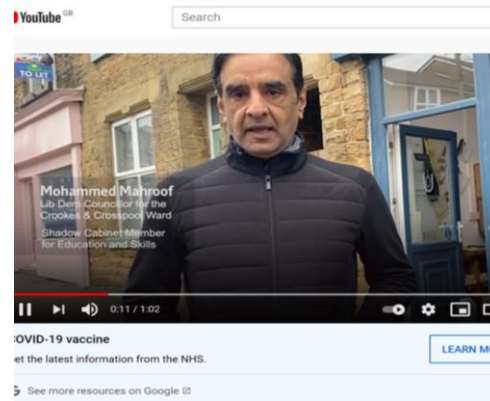 YouTube GB
Search
TO LET
Mohammed Mahroof
Lib Dem Councillor for the
Crookes & Crosspool Ward
Shadow Cabinet Member
for Education and Skills
0:11 / 1:02
COVID-19 vaccine
et the latest information from the NHS.
LEARN M
See more resources on Google